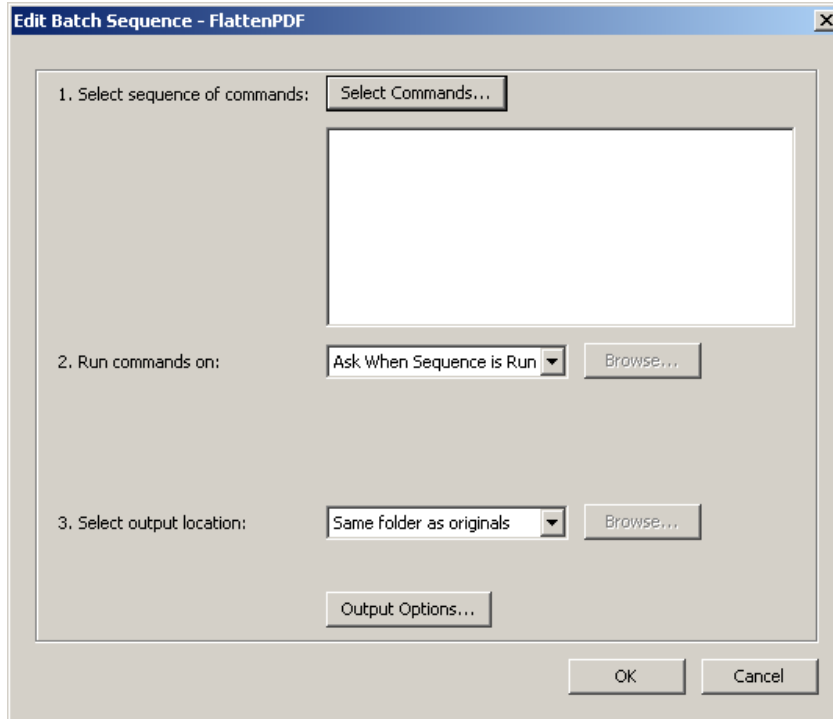 Edit Batch Sequence - FlattenPDF
1. Select sequence of commands: Select Commands...
2. Run commands on: Ask When Sequence is Run Browse...
3. Select output location: Same folder as originals Browse...
Output Options...
OK Cancel